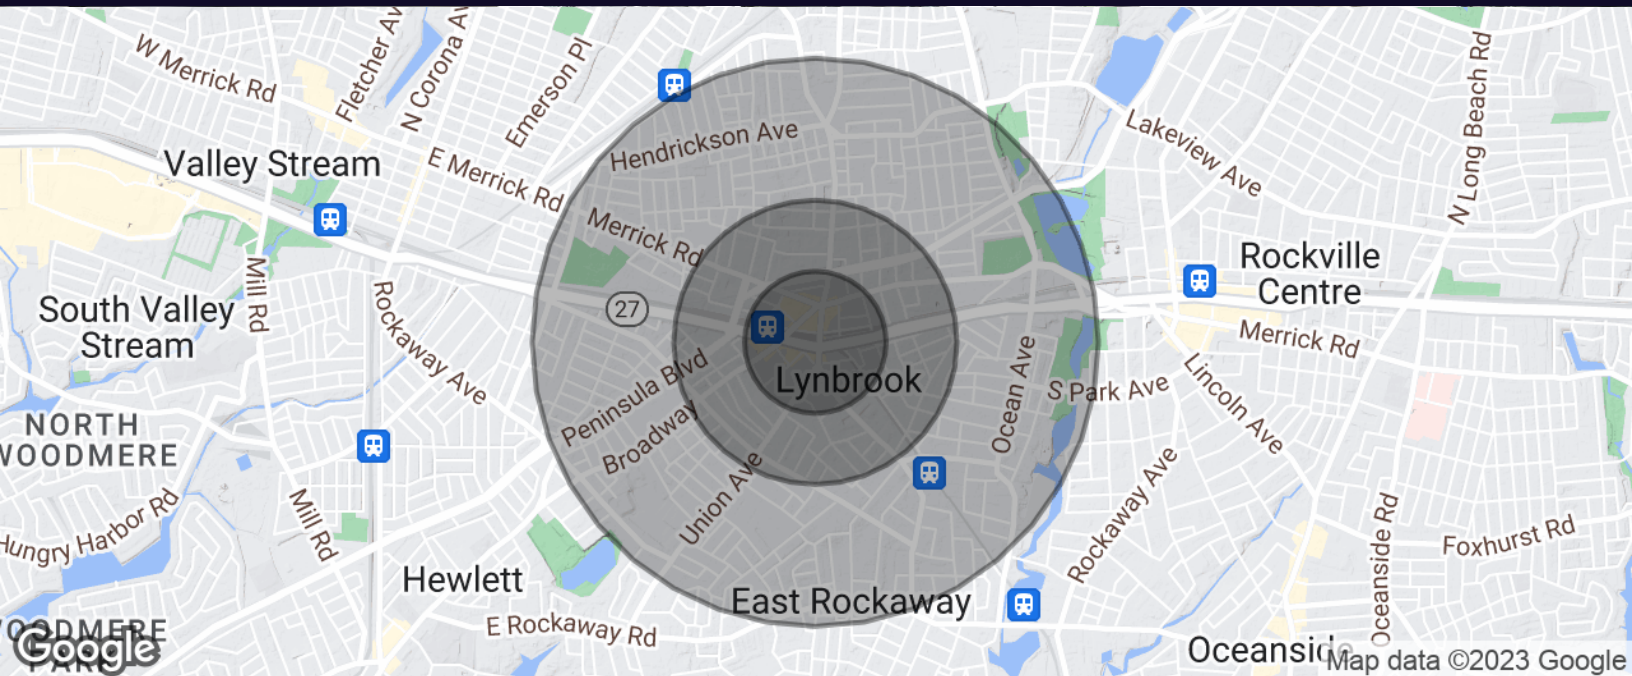 W Merrick Rd
Fletcher Av
N Corona Av
Emerson Pl
N Long Beach Rd
Lakeview Ave
Hendrickson Ave
Valley Stream
E Merrick Rd
Merrick Rd
Rockville
Centre
Mill Rd
South Valley
Stream
Rockaway Ave
27
Merrick Rd
Peninsula Blvd
Lynbrook
Ocean Ave
S Park Ave
Lincoln Ave
NORTH
WOODMERE
Broadway
Union Ave
Rockaway Ave
Hungry Harbor Rd
Mill Rd
Oceanside Rd
Foxhurst Rd
Hewlett
East Rockaway
E Rockaway Rd
WOODMERE
PARK
Google
Oceanside
Map data ©2023 Google